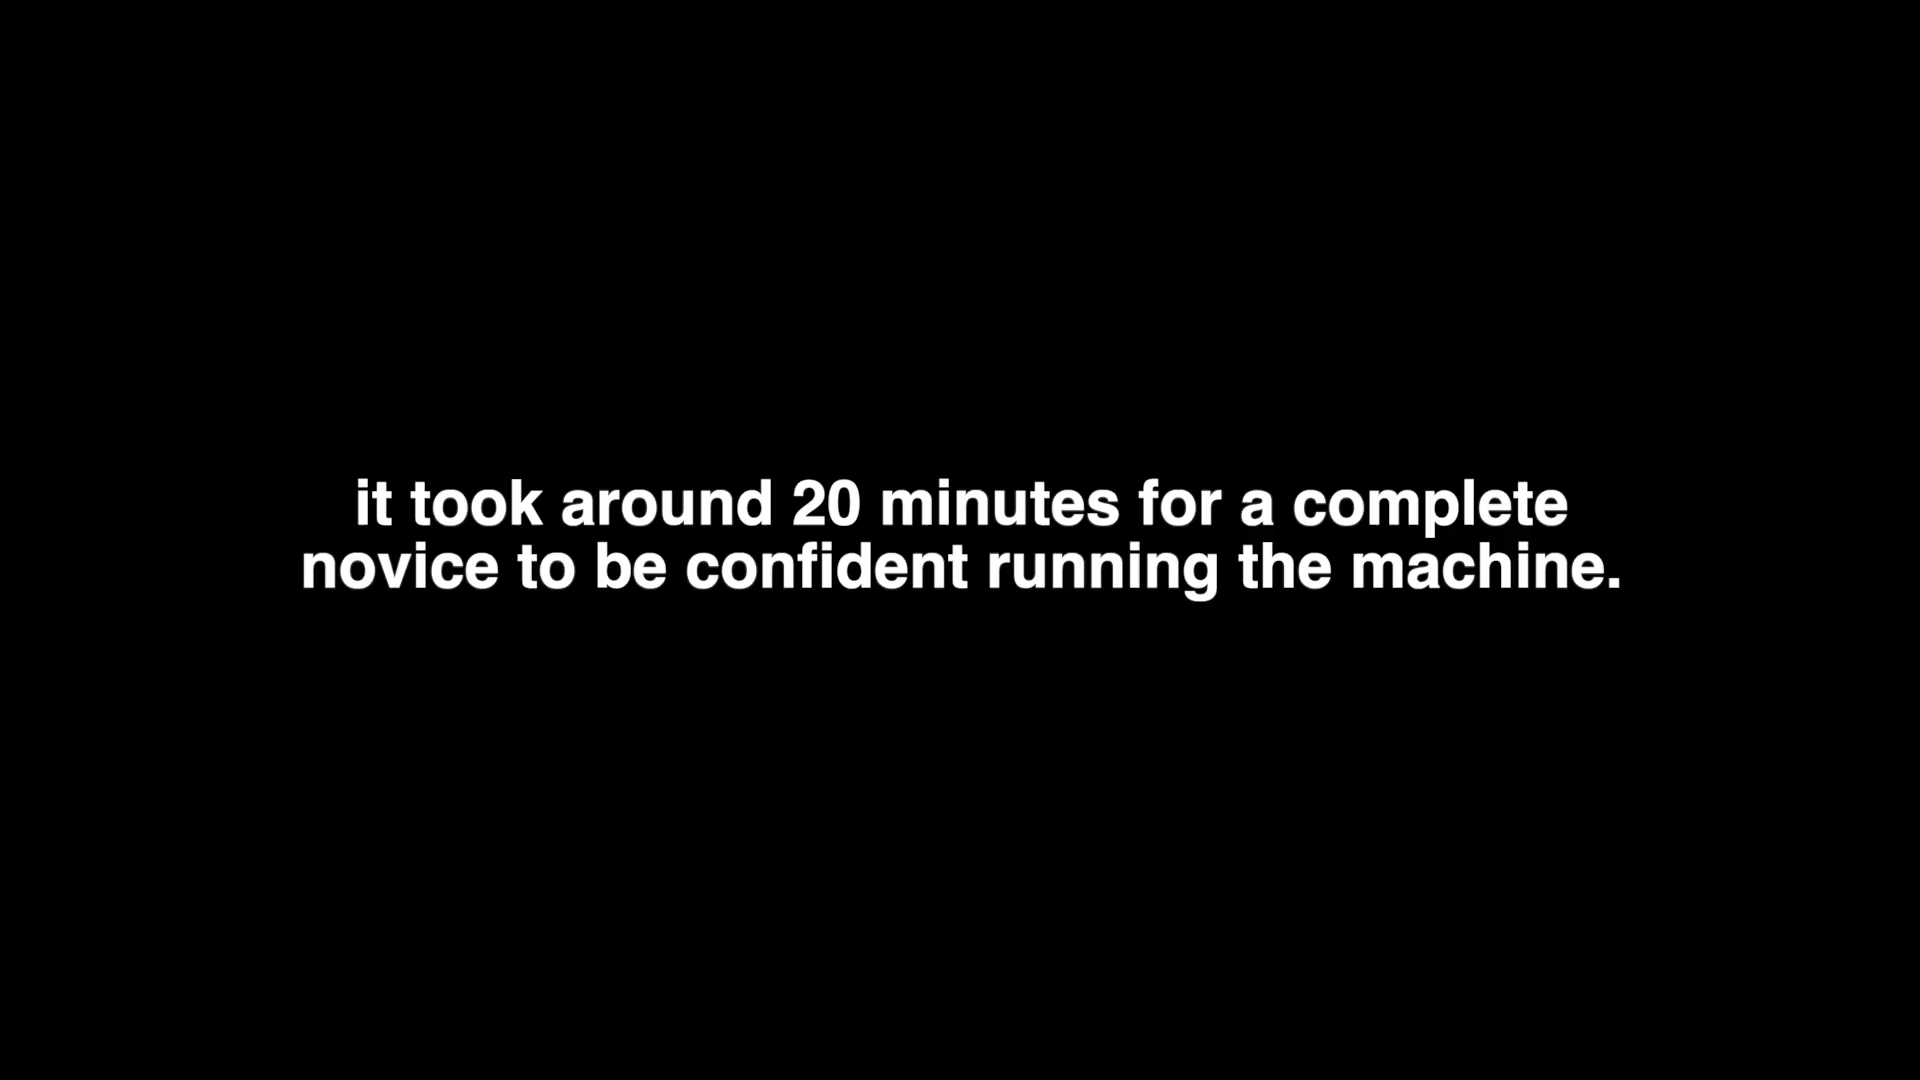 it took around 20 minutes for a complete
novice to be confident running the machine.